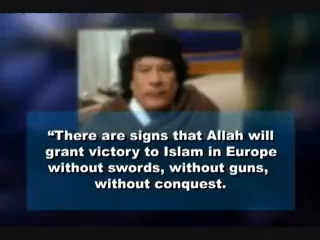 “There are signs that Allah will
grant victory to Islam in Europe
without swords, without guns,
without conquest.